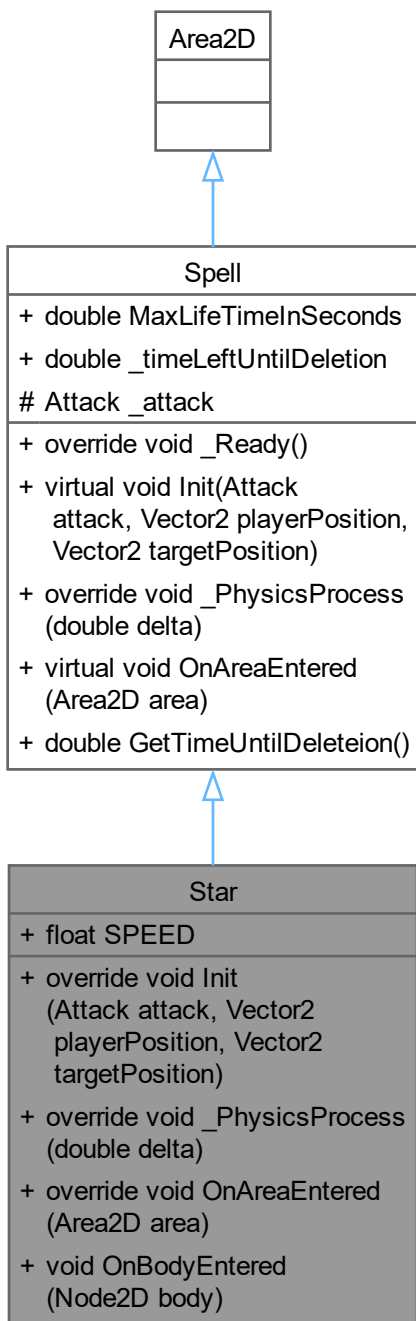 Area2D
Spell
+ double MaxLifeTimeInSeconds
+ double _timeLeftUntilDeletion
# Attack _attack
+ override void _Ready()
+ virtual void Init(Attack
attack, Vector2 playerPosition,
Vector2 targetPosition)
+ override void _PhysicsProcess
(double delta)
+ virtual void OnAreaEntered
(Area2D area)
+ double GetTimeUntilDeleteion()
Star
+ float SPEED
+ override void Init
(Attack attack, Vector2
playerPosition, Vector2
targetPosition)
+ override void _PhysicsProcess
(double delta)
+ override void OnAreaEntered
(Area2D area)
+ void OnBodyEntered
(Node2D body)